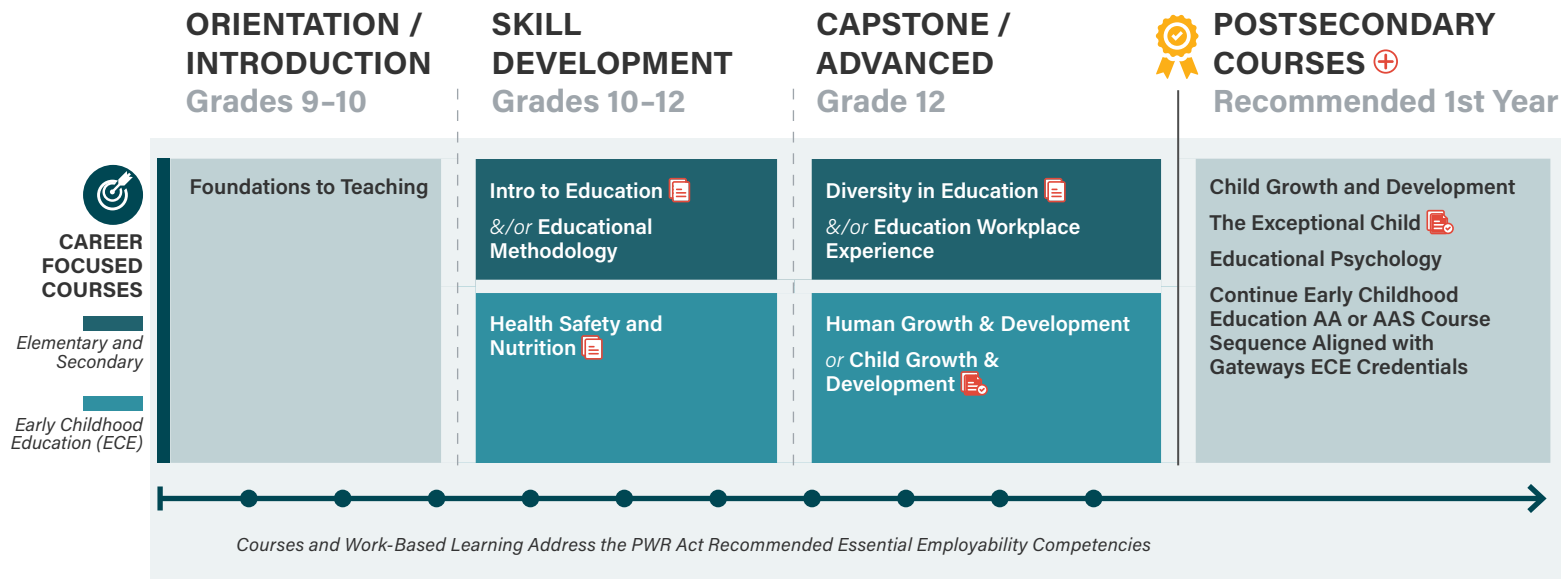 ORIENTATION /
INTRODUCTION
Grades 9–10
SKILL
DEVELOPMENT
Grades 10–12
CAPSTONE /
ADVANCED
Grade 12
POSTSECONDARY
COURSES
Recommended 1st Year
CAREER
FOCUSED
COURSES
Elementary and
Secondary
Early Childhood
Education (ECE)
Foundations to Teaching
Intro to Education
&/or Educational
Methodology
Health Safety and
Nutrition
Diversity in Education
&/or Education Workplace
Experience
Human Growth & Development
or Child Growth &
Development
Child Growth and Development
The Exceptional Child
Educational Psychology
Continue Early Childhood
Education AA or AAS Course
Sequence Aligned with
Gateways ECE Credentials
Courses and Work-Based Learning Address the PWR Act Recommended Essential Employability Competencies